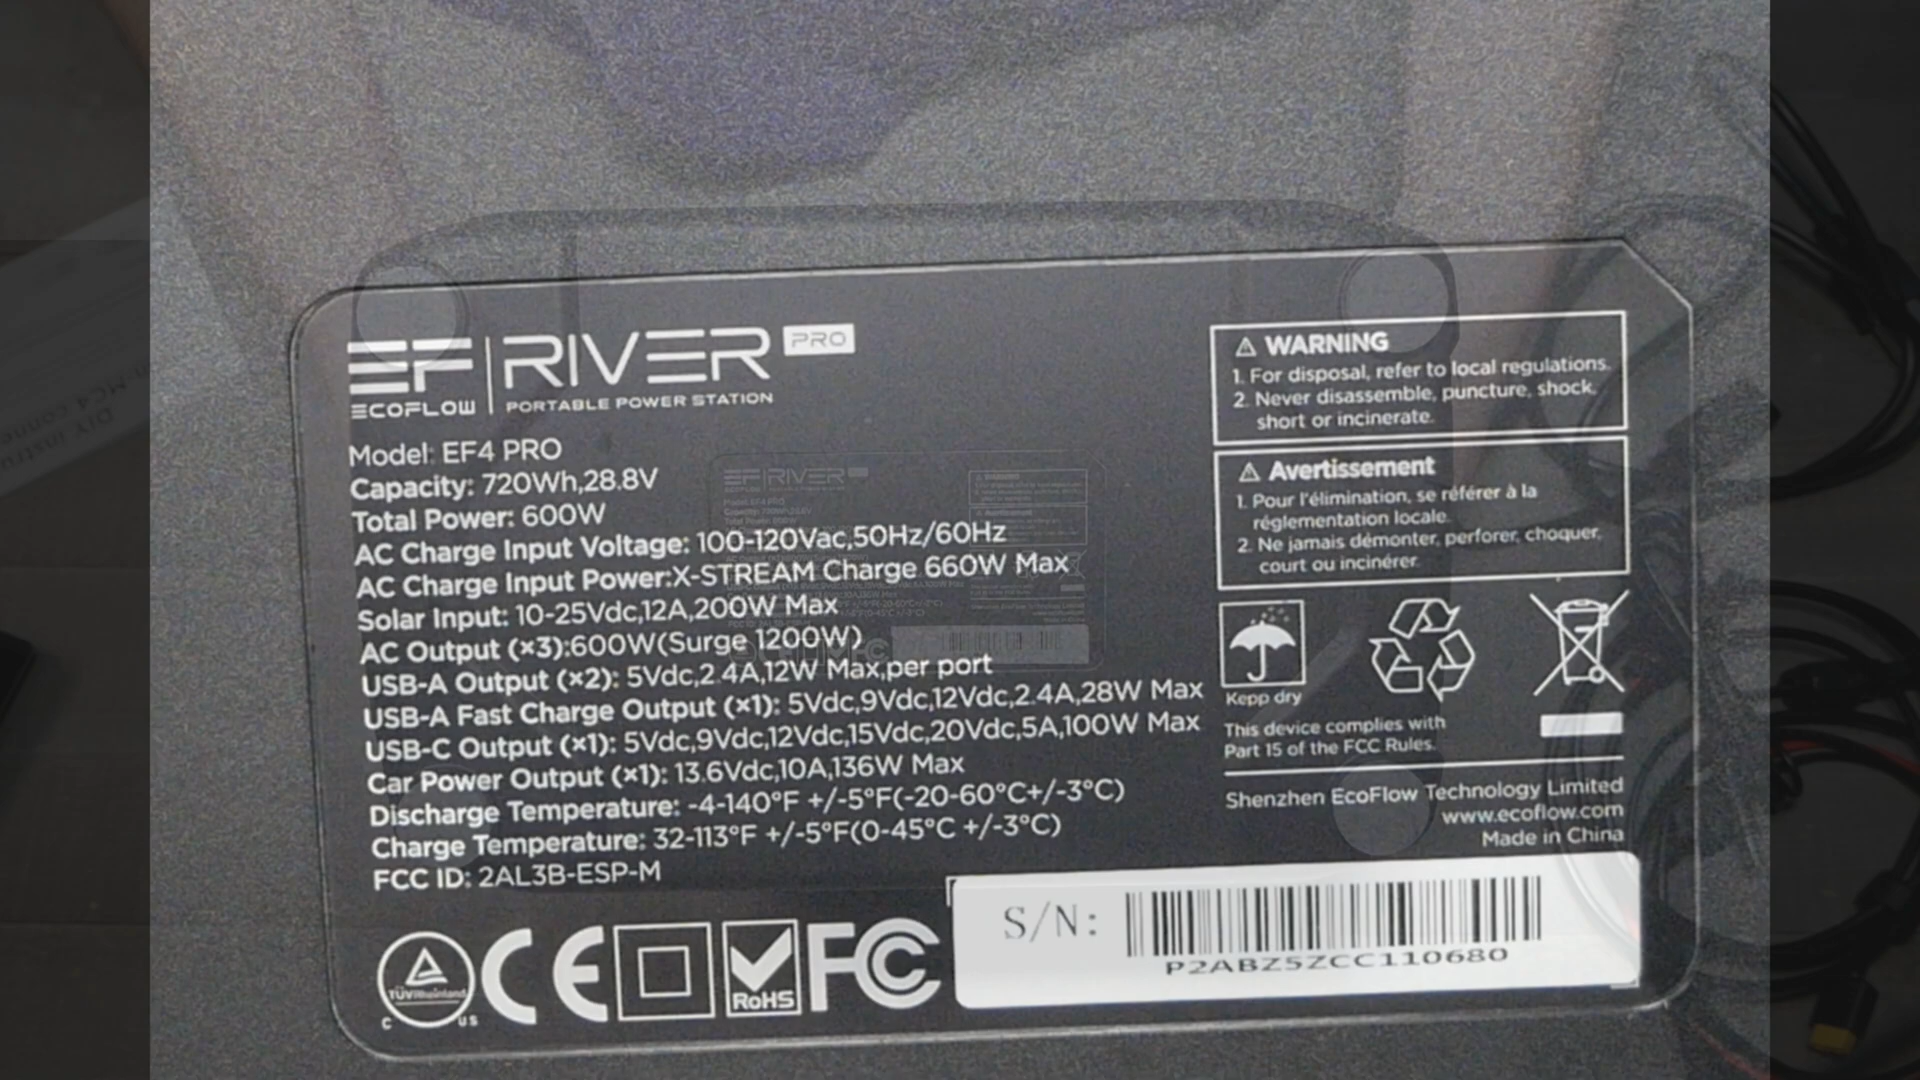 EF RIVER PRO
ECOFLOW PORTABLE POWER STATION
Model: EF4 PRO
Capacity: 720Wh,28.8V
Total Power: 600W
AC Charge Input Voltage: 100-120Vac,50Hz/60Hz
AC Charge Input Power:X-STREAM Charge 660W Max
Solar Input: 10-25Vdc,12A,200W Max
AC Output (×3):600W(Surge 1200W)
USB-A Output (×2): 5Vdc,2.4A,12W Max,per port
USB-A Fast Charge Output (×1): 5Vdc,9Vdc,12Vdc,2.4A,28W Max
USB-C Output (×1): 5Vdc,9Vdc,12Vdc,15Vdc,20Vdc,5A,100W Max
Car Power Output (×1): 13.6Vdc,10A,136W Max
Discharge Temperature: -4-140°F +/-5°F(-20-60°C+/-3°C)
Charge Temperature: 32-113°F +/-5°F(0-45°C +/-3°C)
FCC ID: 2AL3B-ESP-M
TÜVRheinland
C US
CE
RoHS
FC
WARNING
1. For disposal, refer to local regulations.
2. Never disassemble, puncture, shock,
short or incinerate.
Avertissement
1. Pour l'élimination, se référer à la
réglementation locale.
2. Ne jamais démonter, perforer, choquer,
court ou incinérer.
Kepp dry
This device complies with
Part 15 of the FCC Rules.
Shenzhen EcoFlow Technology Limited
www.ecoflow.com
Made in China
S/N:
P2ABZ5ZCC110680